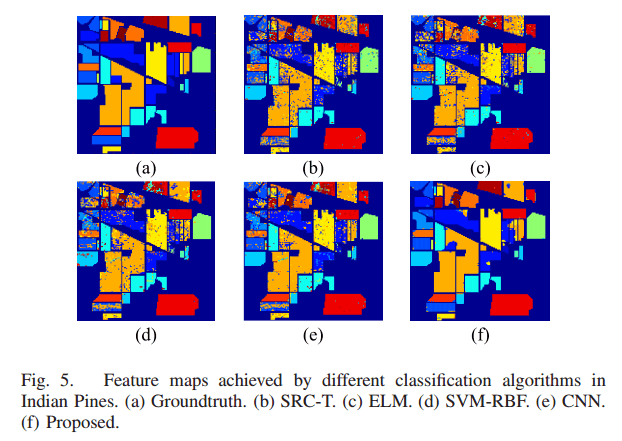 (a) (b) (c)
(d) (e) (f)
Fig. 5. Feature maps achieved by different classification algorithms in
Indian Pines. (a) Groundtruth. (b) SRC-T. (c) ELM. (d) SVM-RBF. (e) CNN.
(f) Proposed.